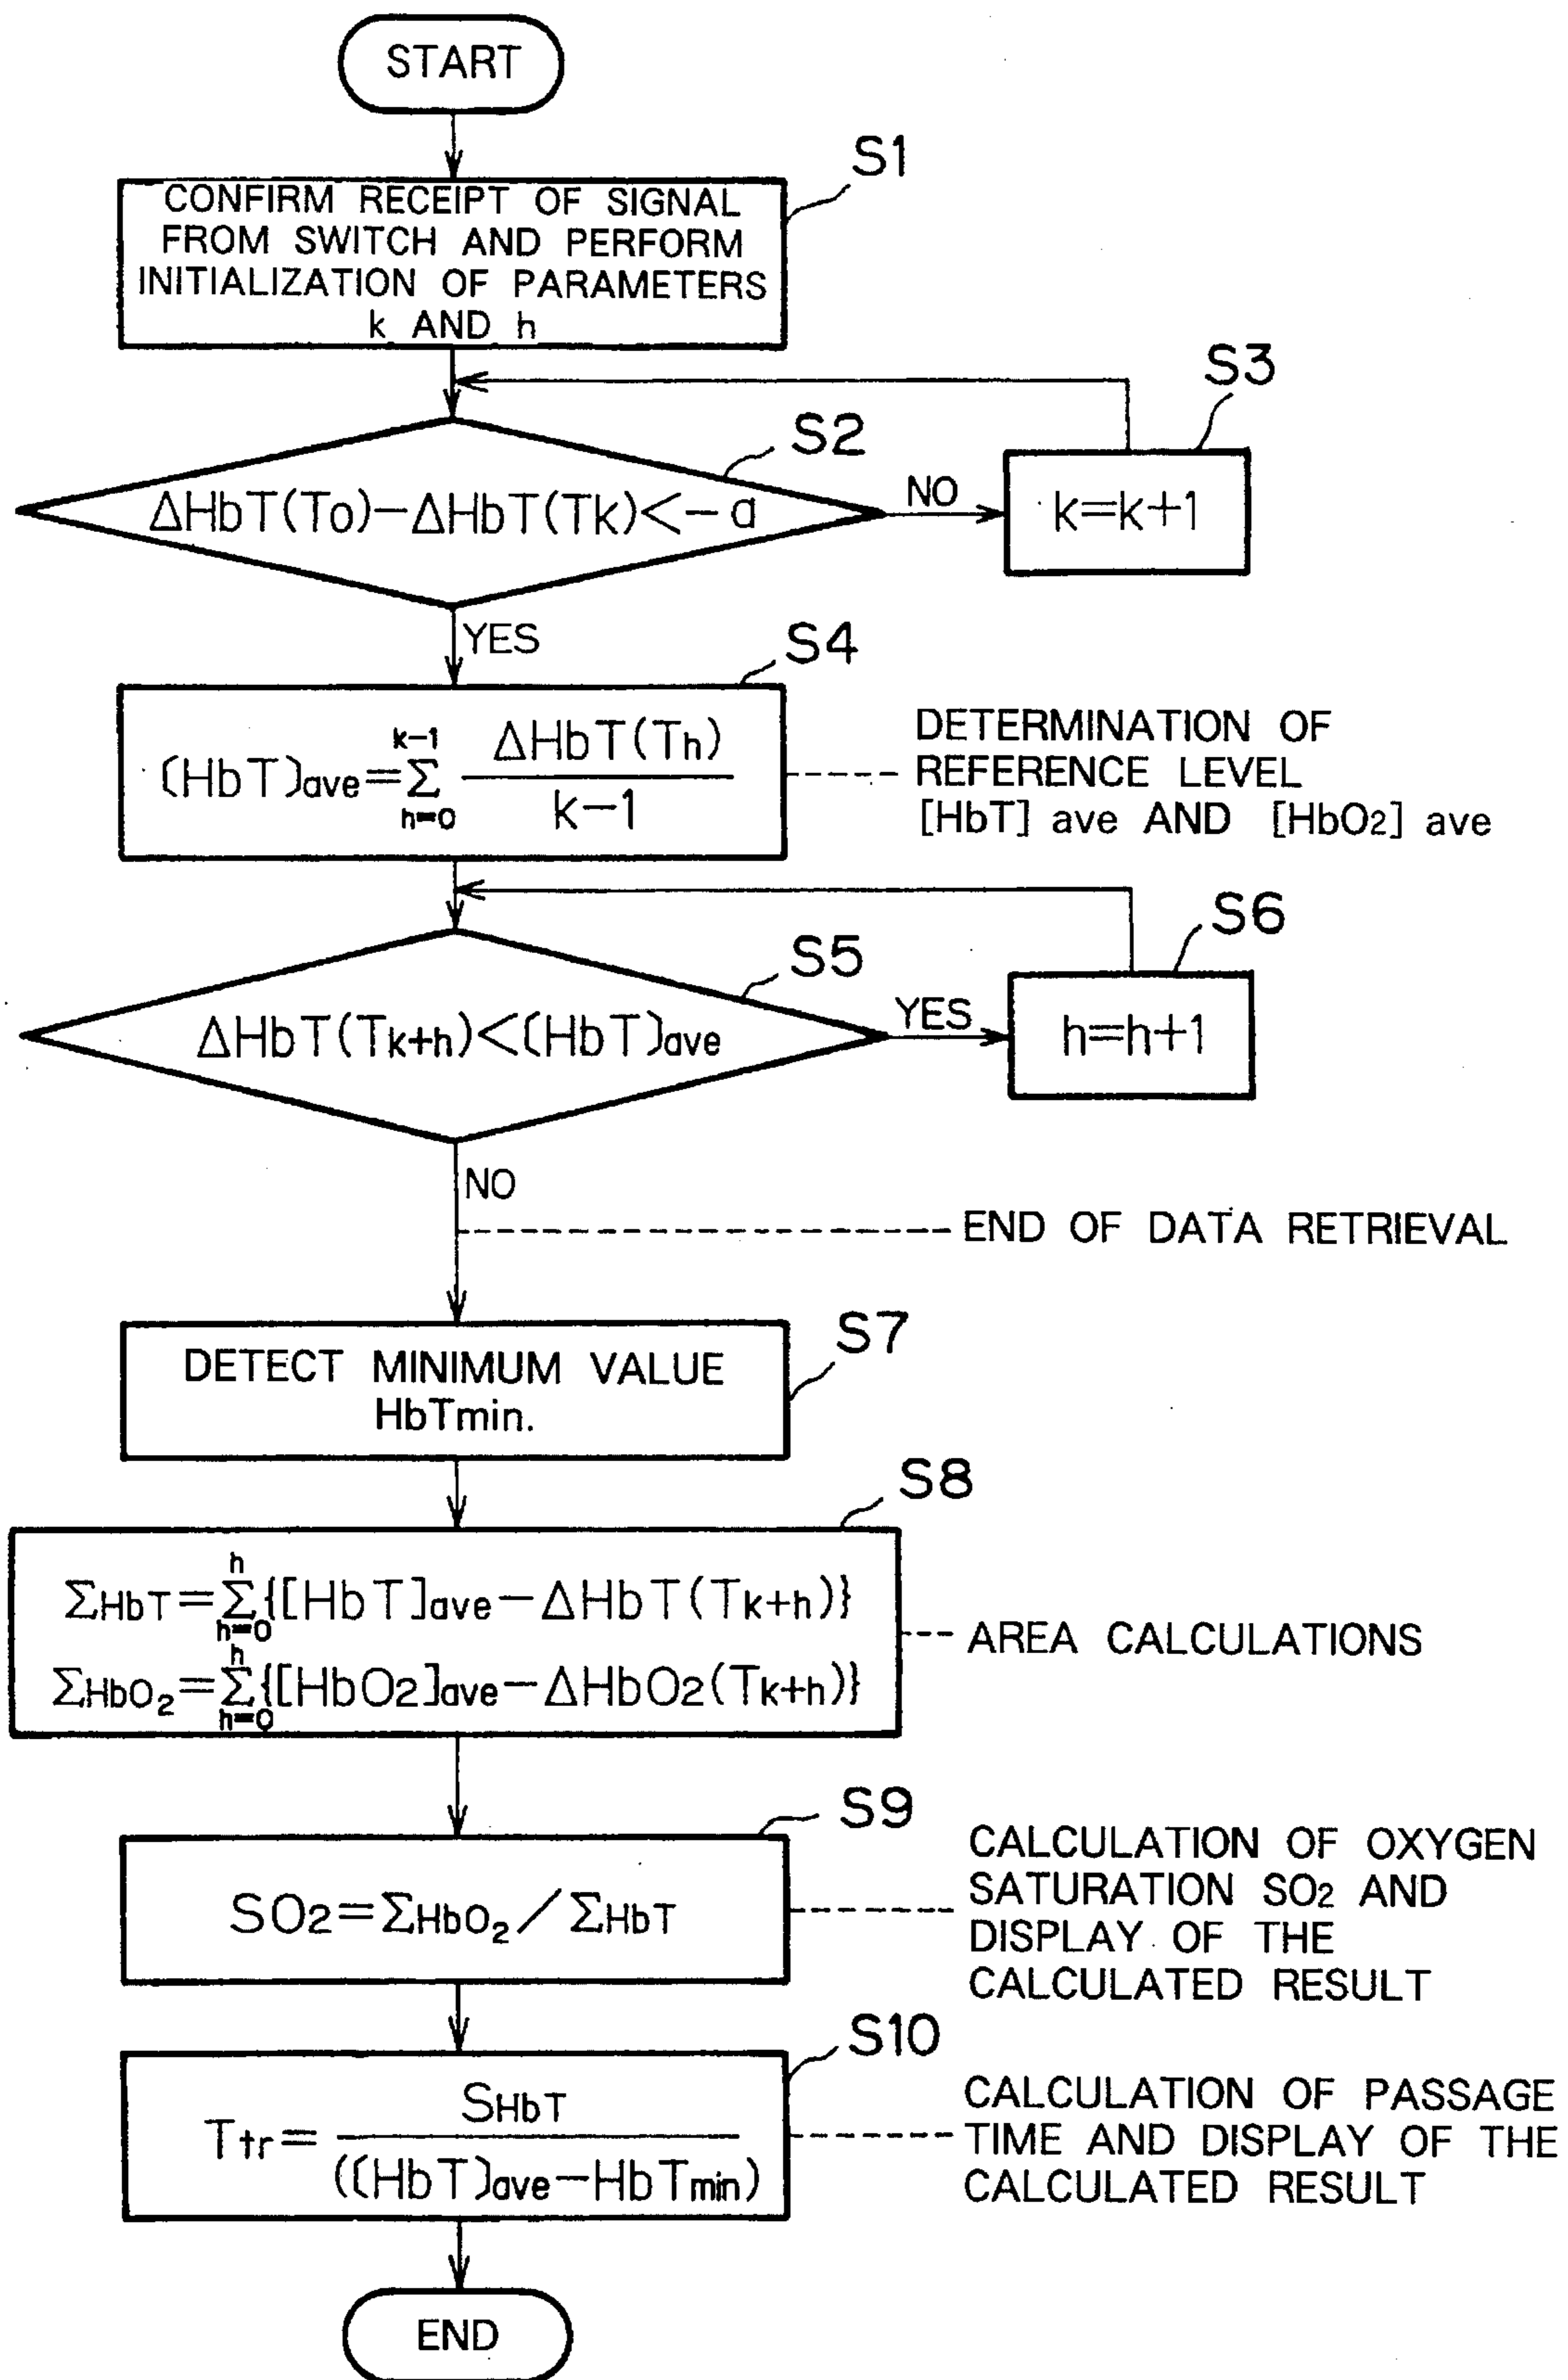 START
S1
CONFIRM RECEIPT OF SIGNAL
FROM SWITCH AND PERFORM
INITIALIZATION OF PARAMETERS
k AND h
S3
S2
ΔHbT(To)−ΔHbT(Tk)<−a
NO
k=k+1
YES
S4
(HbT)ave=Σ(h=0 to k−1) ΔHbT(Th)/(k−1)
DETERMINATION OF
REFERENCE LEVEL
[HbT] ave AND [HbO2] ave
S6
S5
ΔHbT(Tk+h)<(HbT)ave
YES
h=h+1
NO
END OF DATA RETRIEVAL
S7
DETECT MINIMUM VALUE
HbTmin.
S8
ΣHbT=Σ(h=0 to h){[HbT]ave−ΔHbT(Tk+h)}
ΣHbO2=Σ(h=0 to h){[HbO2]ave−ΔHbO2(Tk+h)}
AREA CALCULATIONS
S9
SO2=ΣHbO2/ΣHbT
CALCULATION OF OXYGEN
SATURATION SO2 AND
DISPLAY OF THE
CALCULATED RESULT
S10
Ttr=SHbT/((HbT)ave−HbTmin)
CALCULATION OF PASSAGE
TIME AND DISPLAY OF THE
CALCULATED RESULT
END